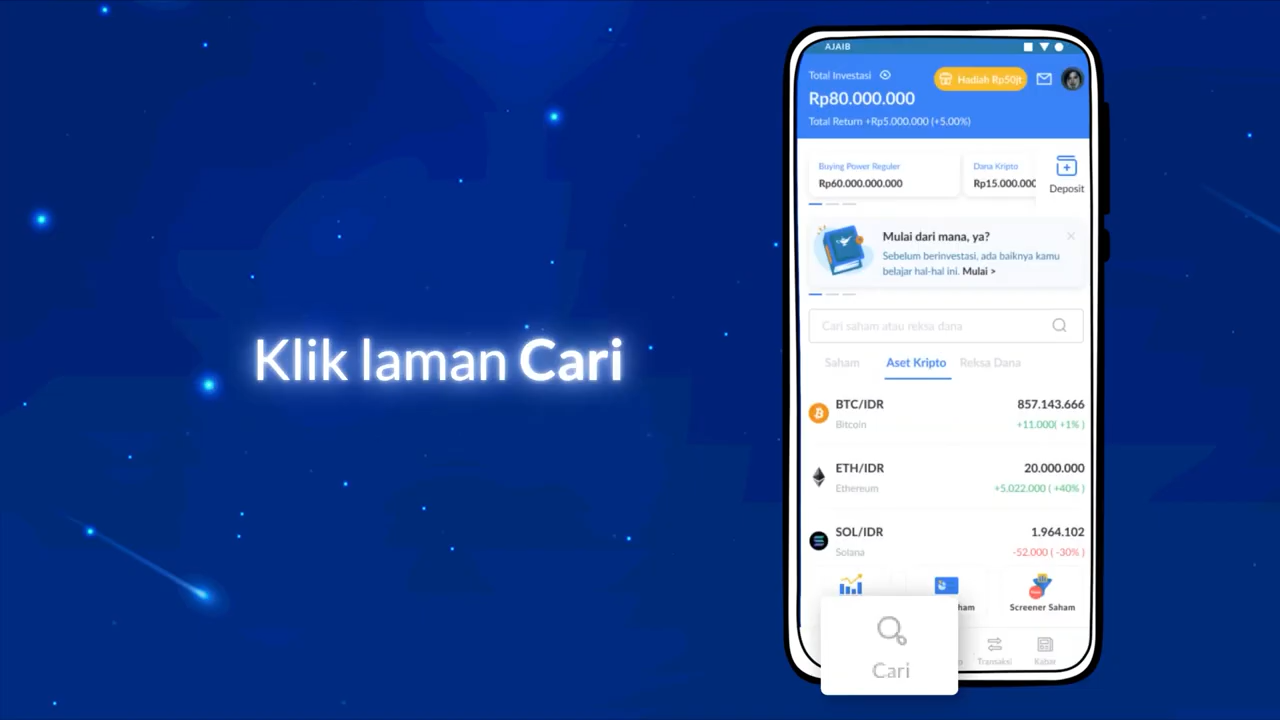 Klik laman Cari
AJAIB
Total Investasi
Hadiah Rp50jt
Rp80.000.000
Total Return +Rp5.000.000 (+5.00%)
Buying Power Reguler
Rp60.000.000.000
Dana Kripto
Rp15.000.000
Deposit
Mulai dari mana, ya?
Sebelum berinvestasi, ada baiknya kamu
belajar hal-hal ini. Mulai >
Cari saham atau reksa dana
Saham Aset Kripto Reksa Dana
BTC/IDR 857.143.666
Bitcoin +11.000( +1% )
ETH/IDR 20.000.000
Ethereum +5.022.000 ( +40% )
SOL/IDR 1.964.102
Solana -52.000 ( -30% )
Screener Saham
Cari
Transaksi
Kabar